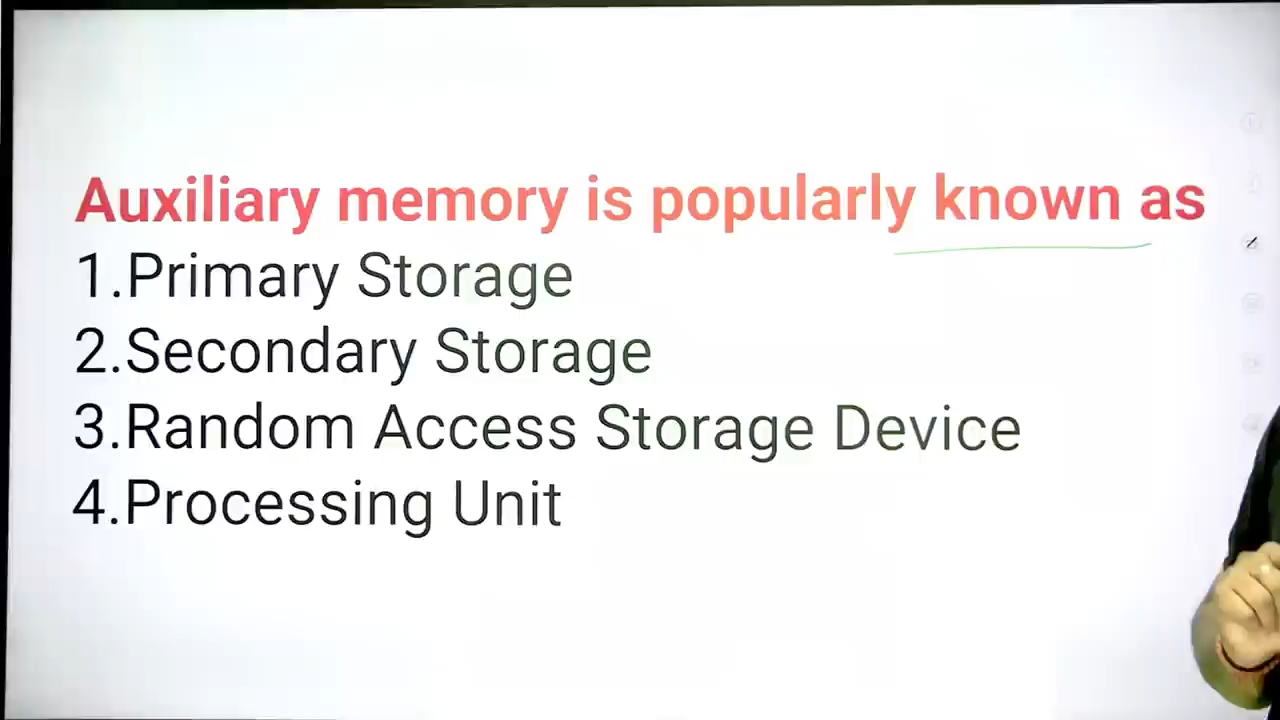 Auxiliary memory is popularly known as
1.Primary Storage
2.Secondary Storage
3.Random Access Storage Device
4.Processing Unit